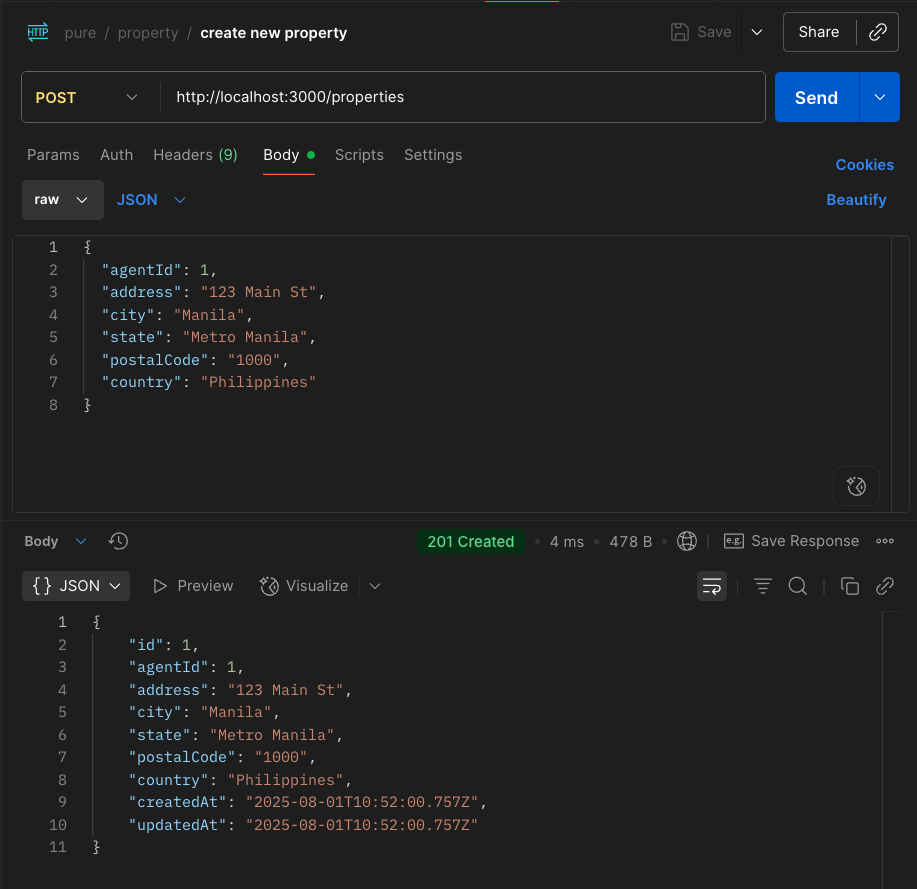 HTTP pure / property / create new property Save Share
POST http://localhost:3000/properties Send
Params Auth Headers (9) Body Scripts Settings Cookies
raw JSON Beautify
1 {
2 "agentId": 1,
3 "address": "123 Main St",
4 "city": "Manila",
5 "state": "Metro Manila",
6 "postalCode": "1000",
7 "country": "Philippines"
8 }
Body 201 Created • 4 ms • 478 B • e.g. Save Response
{} JSON Preview Visualize
1 {
2 "id": 1,
3 "agentId": 1,
4 "address": "123 Main St",
5 "city": "Manila",
6 "state": "Metro Manila",
7 "postalCode": "1000",
8 "country": "Philippines",
9 "createdAt": "2025-08-01T10:52:00.757Z",
10 "updatedAt": "2025-08-01T10:52:00.757Z"
11 }